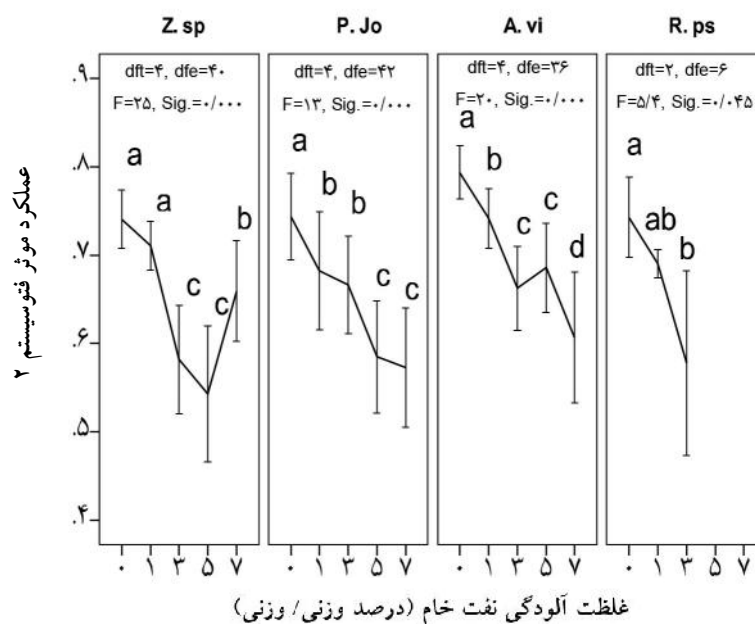 Z. sp
P. Jo
A. vi
R. ps
dft=۴, dfe=۴۰
F=۲۵, Sig.=۰/۰۰۰
dft=۴, dfe=۴۲
F=۱۳, Sig.=۰/۰۰۰
dft=۴, dfe=۳۶
F=۲۰, Sig.=۰/۰۰۰
dft=۲, dfe=۶
F=۵/۴, Sig.=۰/۰۴۵
عملکرد موثر فتوسیستم ۲
.۹
.۸
.۷
.۶
.۵
.۴
a
a
c
c
b
a
b
b
c
c
a
b
c
c
d
a
ab
b
۰ ۱ ۳ ۵ ۷
۰ ۱ ۳ ۵ ۷
۰ ۱ ۳ ۵ ۷
۰ ۱ ۳ ۵ ۷
غلظت آلودگی نفت خام (درصد وزنی/ وزنی)